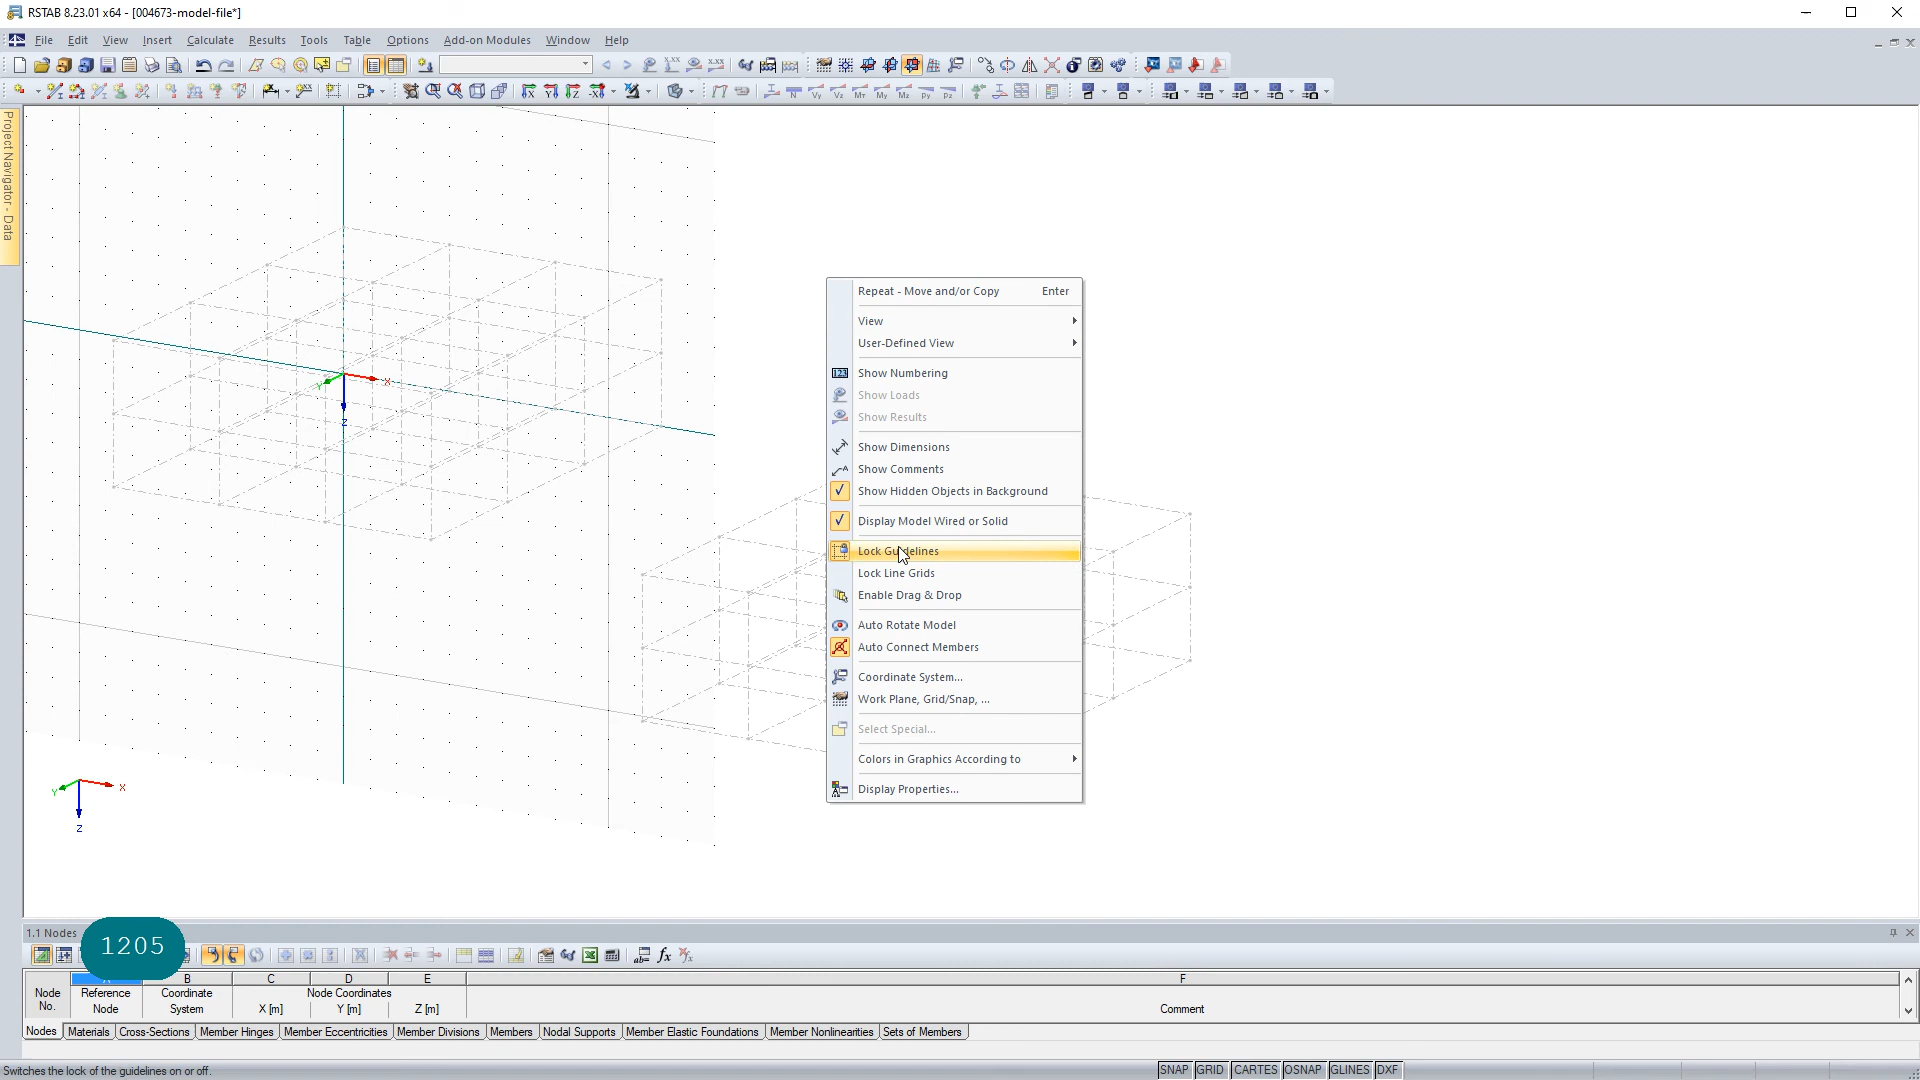 RSTAB 8.23.01 x64 - [004673-model-file*]
File Edit View Insert Calculate Results Tools Table Options Add-on Modules Window Help
Project Navigator - Data
X
Y
Z
Repeat - Move and/or Copy Enter
View
User-Defined View
Show Numbering
Show Loads
Show Results
Show Dimensions
Show Comments
Show Hidden Objects in Background
Display Model Wired or Solid
Lock Guidelines
Lock Line Grids
Enable Drag & Drop
Auto Rotate Model
Auto Connect Members
Coordinate System...
Work Plane, Grid/Snap, ...
Select Special...
Colors in Graphics According to
Display Properties...
X
Y
Z
1.1 Nodes
1205
B C D E F
Node No.
Reference Node
Coordinate System
Node Coordinates
X [m] Y [m] Z [m]
Comment
Nodes Materials Cross-Sections Member Hinges Member Eccentricities Member Divisions Members Nodal Supports Member Elastic Foundations Member Nonlinearities Sets of Members
Switches the lock of the guidelines on or off.
SNAP GRID CARTES OSNAP GLINES DXF